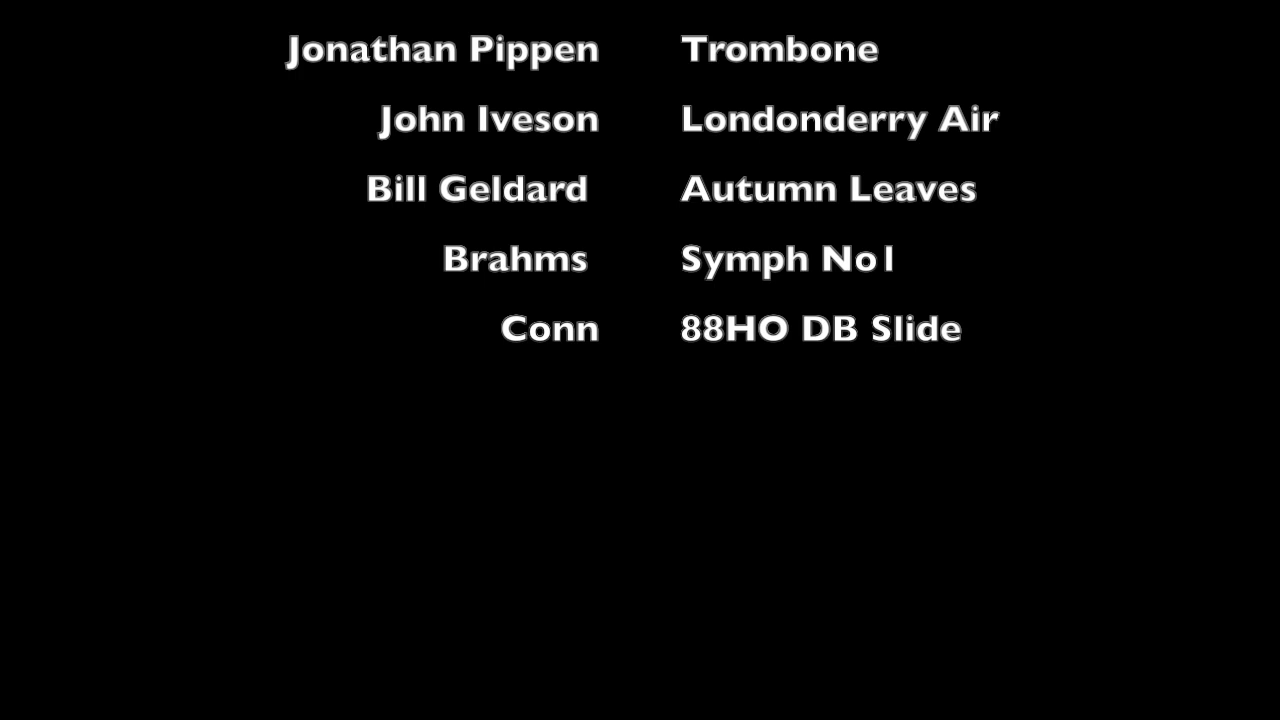 Jonathan Pippen Trombone
John Iveson Londonderry Air
Bill Geldard Autumn Leaves
Brahms Symph No1
Conn 88HO DB Slide